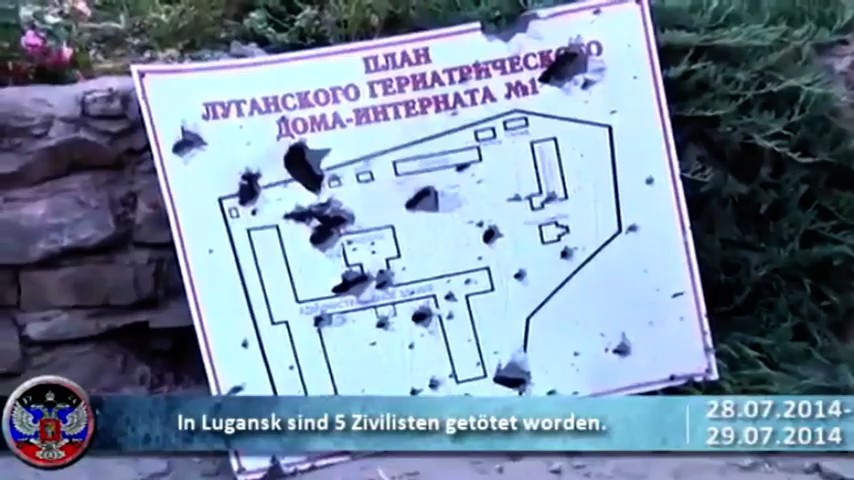 ПЛАН
ЛУГАНСКОГО ГЕРИАТРИЧЕСКОГО
ДОМА-ИНТЕРНАТА №1
In Lugansk sind 5 Zivilisten getötet worden.
28.07.2014-
29.07.2014